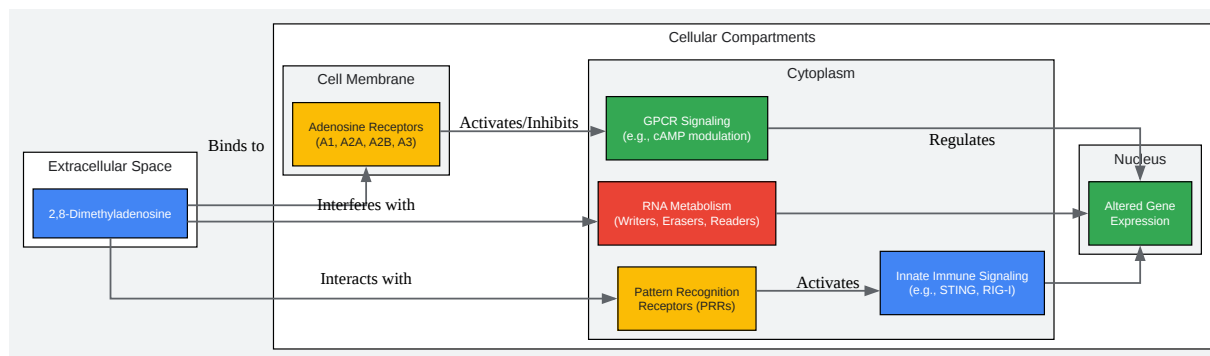 Cellular Compartments
Cell Membrane
Cytoplasm
Adenosine Receptors
(A1, A2A, A2B, A3)
Activates/Inhibits
GPCR Signaling
(e.g., cAMP modulation)
Regulates
Binds to
Extracellular Space
2,8-Dimethyladenosine
Interferes with
RNA Metabolism
(Writers, Erasers, Readers)
Nucleus
Altered Gene
Expression
Interacts with
Pattern Recognition
Receptors (PRRs)
Activates
Innate Immune Signaling
(e.g., STING, RIG-I)